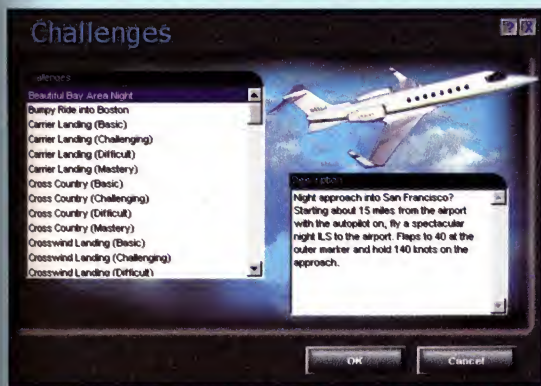 Challenges
? X
Challenges
Beautiful Bay Area Night
Bumpy Ride into Boston
Carrier Landing (Basic)
Carrier Landing (Challenging)
Carrier Landing (Difficult)
Carrier Landing (Mastery)
Cross Country (Basic)
Cross Country (Challenging)
Cross Country (Difficult)
Cross Country (Mastery)
Crosswind Landing (Basic)
Crosswind Landing (Challenging)
Crosswind Landing (Difficult)
Description
Night approach into San Francisco?
Starting about 15 miles from the airport
with the autopilot on, fly a spectacular
night ILS to the airport. Flaps to 40 at the
outer marker and hold 140 knots on the
approach.
OK
Cancel